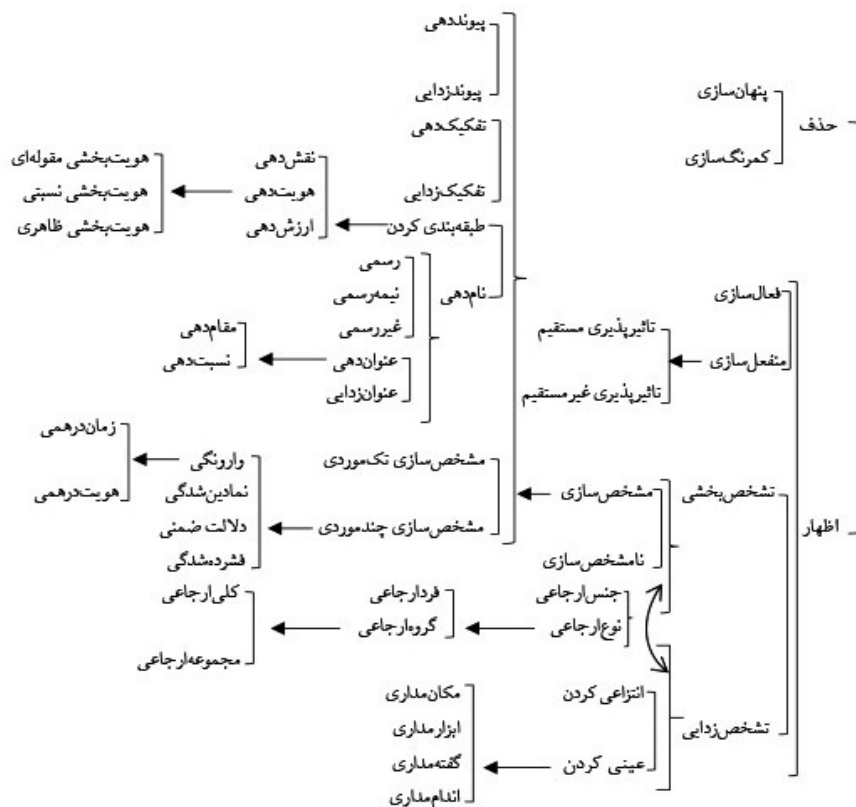 پیونددهی
پیوندزدایی
پنهان‌سازی
حذف
کمرنگ‌سازی
تفکیک‌دهی
تفکیک‌زدایی
نقش‌دهی
هویت‌بخشی مقوله‌ای
هویت‌دهی
هویت‌بخشی نسبتی
طبقه‌بندی کردن
ارزش‌دهی
هویت‌بخشی ظاهری
نام‌دهی
رسمی
نیمه‌رسمی
غیررسمی
عنوان‌دهی
عنوان‌زدایی
مقام‌دهی
نسبت‌دهی
فعال‌سازی
منفعل‌سازی
تاثیرپذیری مستقیم
تاثیرپذیری غیرمستقیم
اظهار
تشخص‌بخشی
مشخص‌سازی
نامشخص‌سازی
مشخص‌سازی تک‌موردی
مشخص‌سازی چندموردی
وارونگی
نمادین‌شدگی
دلالت ضمنی
فشرده‌شدگی
زمان‌درهمی
هویت‌درهمی
جنس‌ارجاعی
نوع‌ارجاعی
فردارجاعی
گروه‌ارجاعی
کلی‌ارجاعی
مجموعه‌ارجاعی
تشخص‌زدایی
انتزاعی کردن
عینی کردن
مکان‌مداری
ابزارمداری
گفته‌مداری
اندام‌مداری